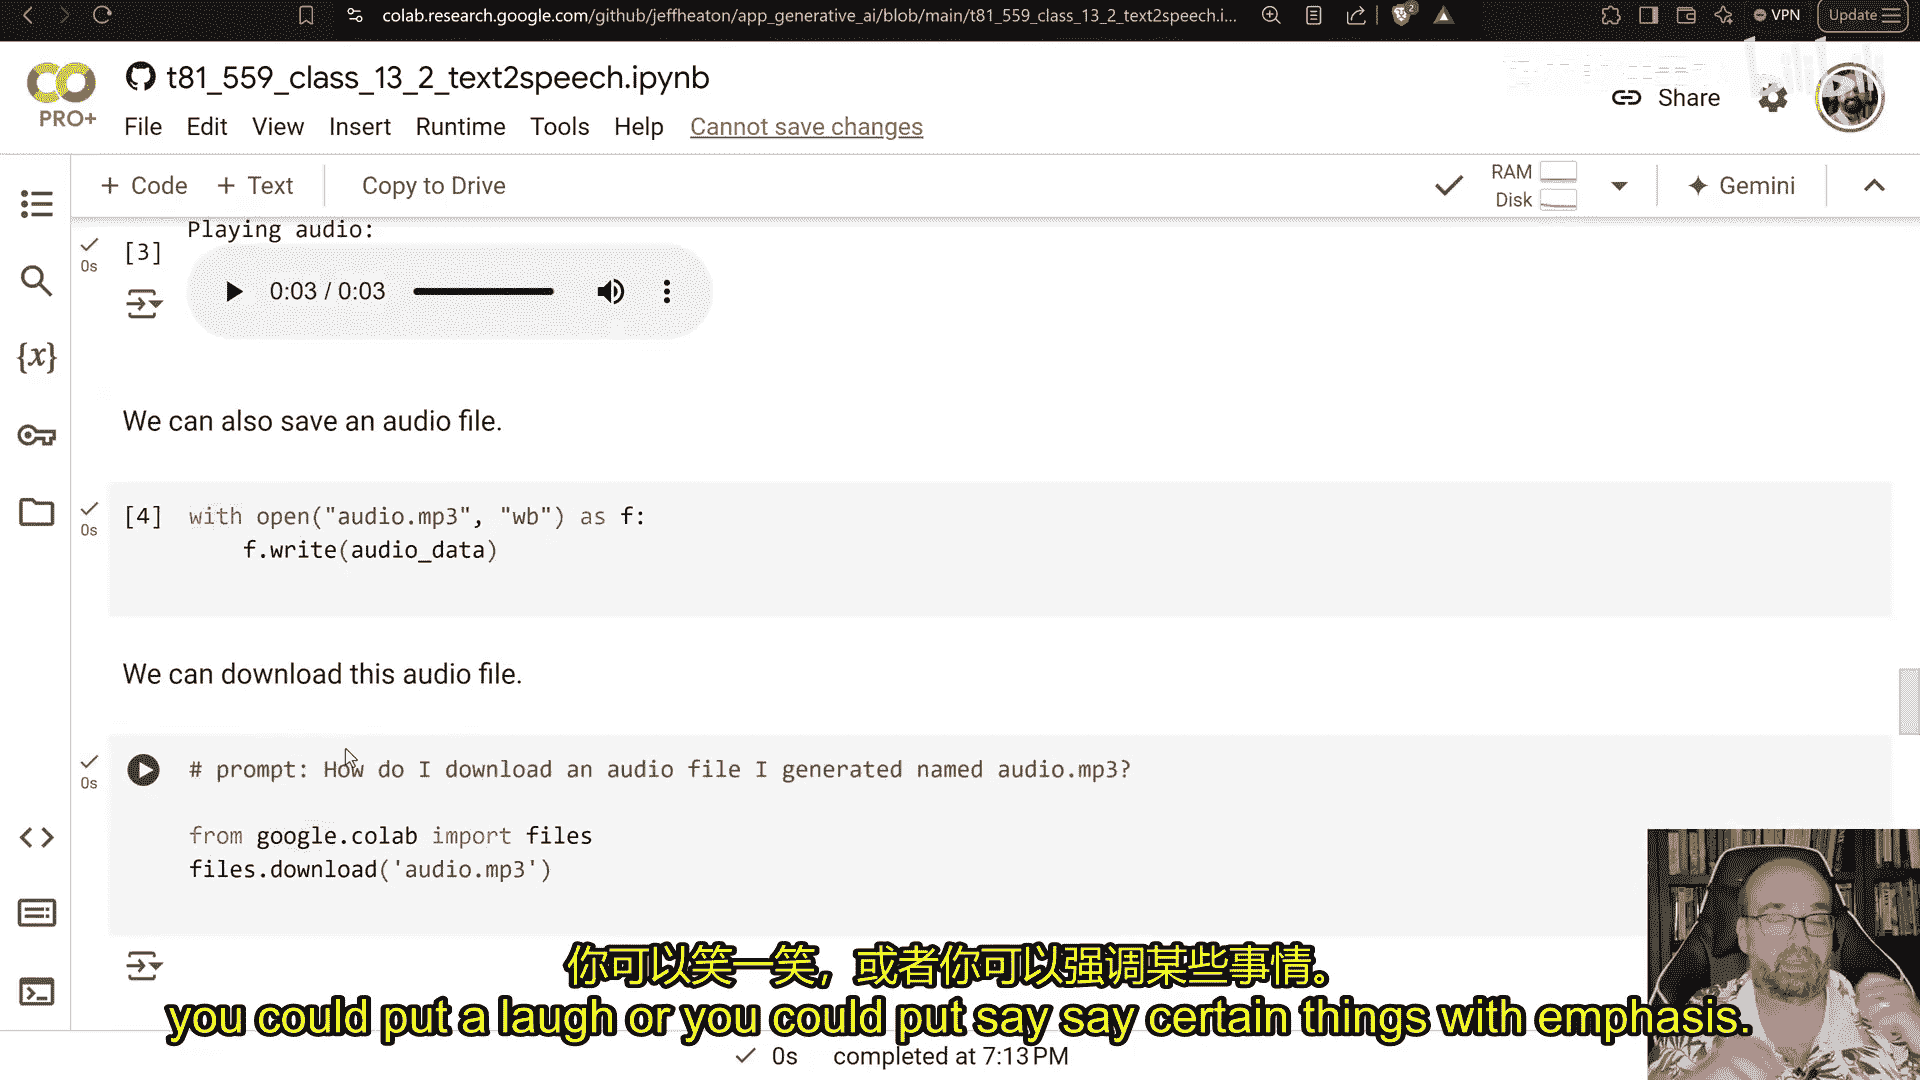 colab.research.google.com/github/jeffheaton/app_generative_ai/blob/main/t81_559_class_13_2_text2speech.i...
2
VPN
Update
PRO+
t81_559_class_13_2_text2speech.ipynb
File Edit View Insert Runtime Tools Help Cannot save changes
Share
+ Code + Text Copy to Drive
RAM
Disk
Gemini
Playing audio:
[3]
0s
0:03 / 0:03
{x}
We can also save an audio file.
[4] with open("audio.mp3", "wb") as f:
0s
f.write(audio_data)
We can download this audio file.
# prompt: How do I download an audio file I generated named audio.mp3?
0s
from google.colab import files
files.download('audio.mp3')
你可以笑一笑，或者你可以强调某些事情。
you could put a laugh or you could put say say certain things with emphasis.
0s completed at 7:13 PM